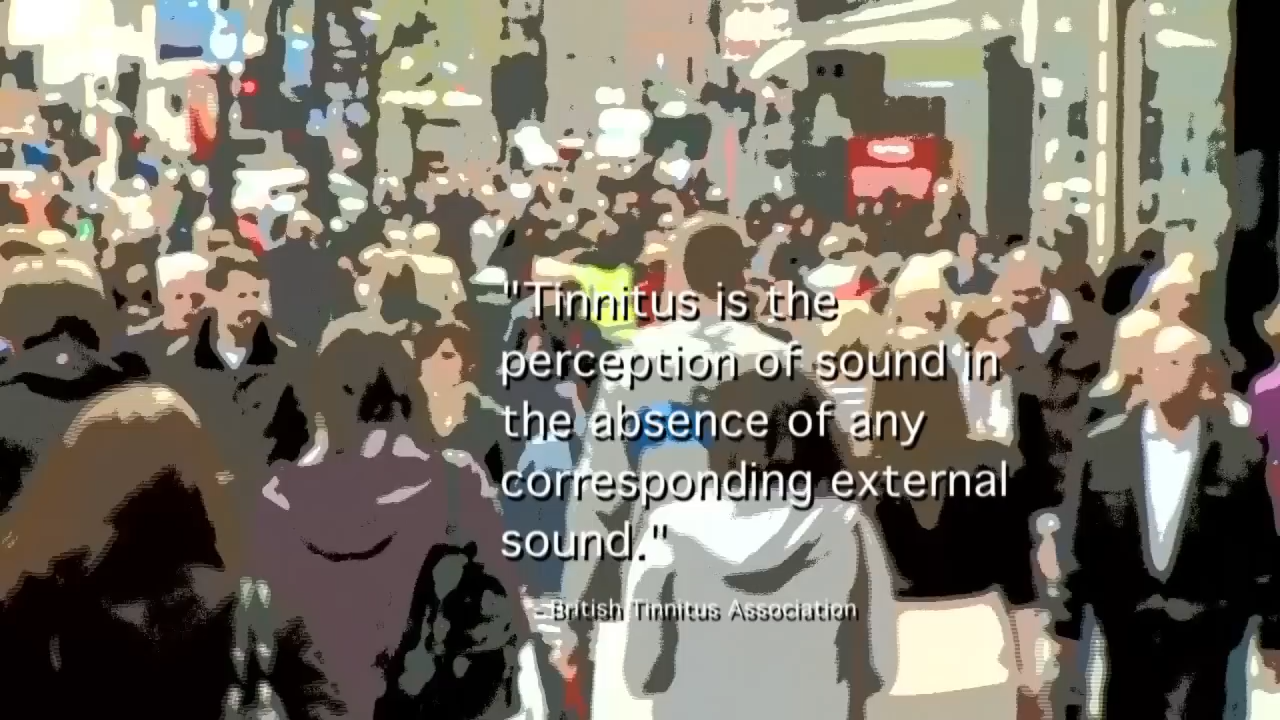 "Tinnitus is the
perception of sound in
the absence of any
corresponding external
sound."
- British Tinnitus Association